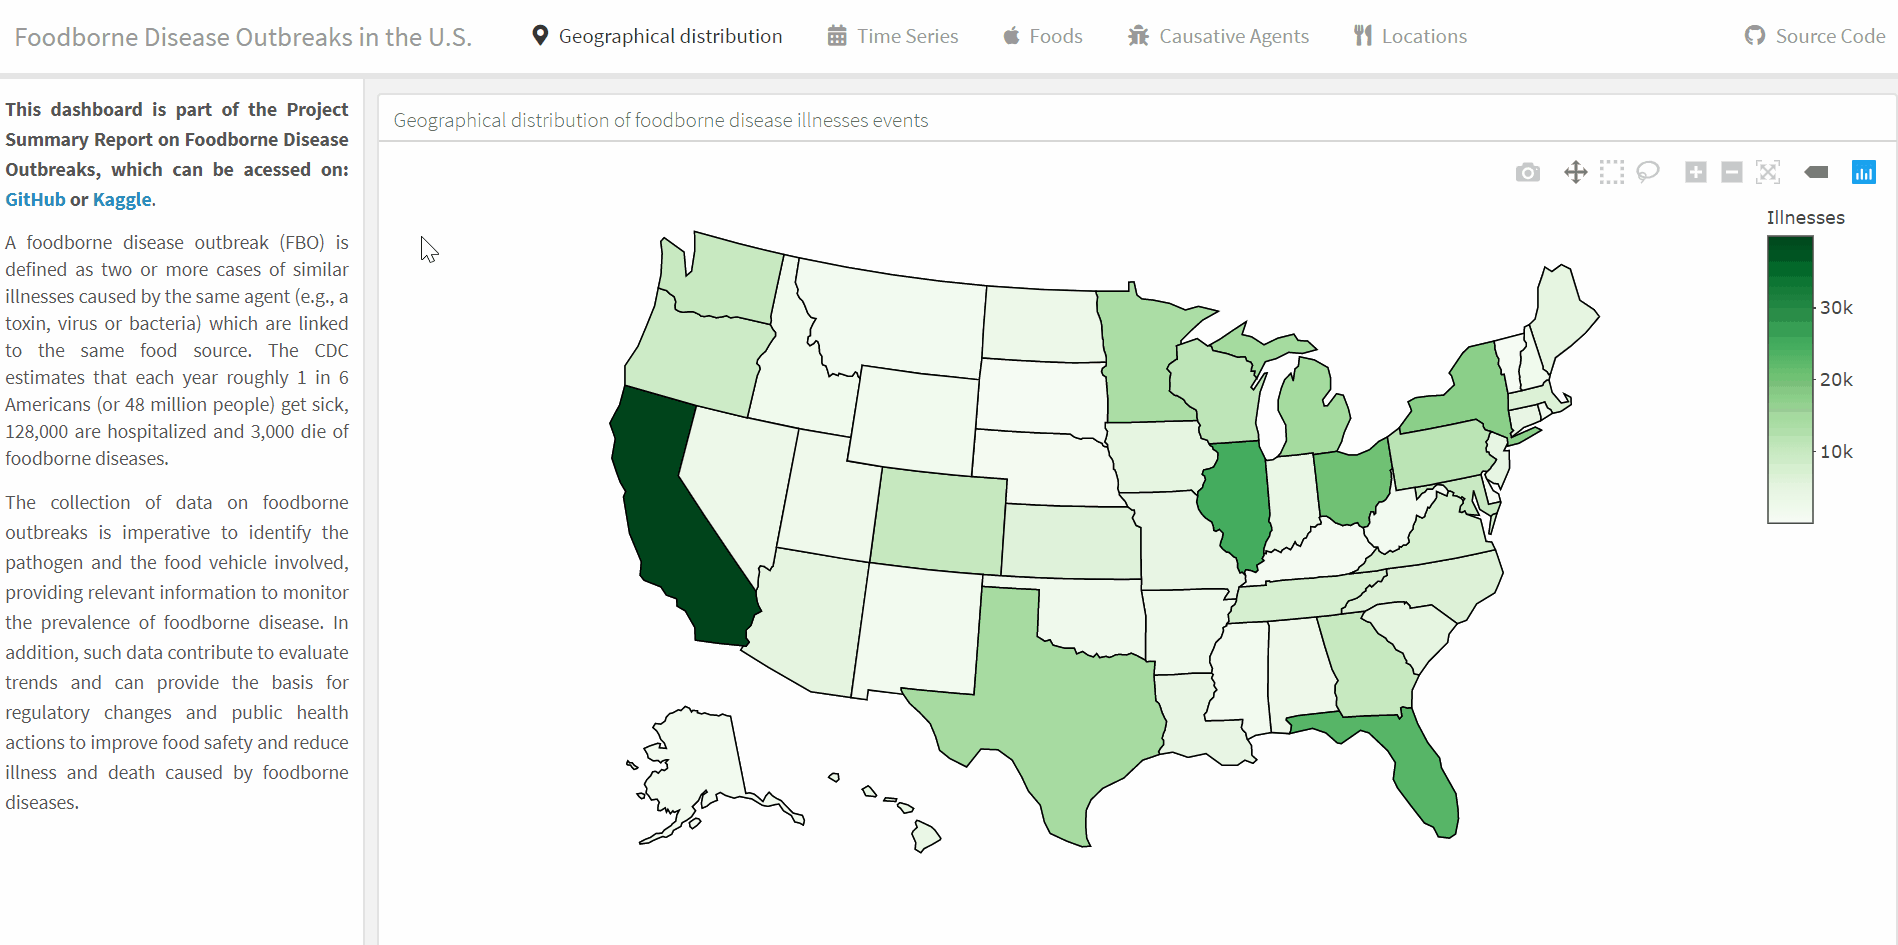 Foodborne Disease Outbreaks in the U.S.
Geographical distribution
Time Series
Foods
Causative Agents
Locations
Source Code
This dashboard is part of the Project
Summary Report on Foodborne Disease
Outbreaks, which can be acessed on:
GitHub or Kaggle.
A foodborne disease outbreak (FBO) is
defined as two or more cases of similar
illnesses caused by the same agent (e.g., a
toxin, virus or bacteria) which are linked
to the same food source. The CDC
estimates that each year roughly 1 in 6
Americans (or 48 million people) get sick,
128,000 are hospitalized and 3,000 die of
foodborne diseases.
The collection of data on foodborne
outbreaks is imperative to identify the
pathogen and the food vehicle involved,
providing relevant information to monitor
the prevalence of foodborne disease. In
addition, such data contribute to evaluate
trends and can provide the basis for
regulatory changes and public health
actions to improve food safety and reduce
illness and death caused by foodborne
diseases.
Geographical distribution of foodborne disease illnesses events
Illnesses
30k
20k
10k